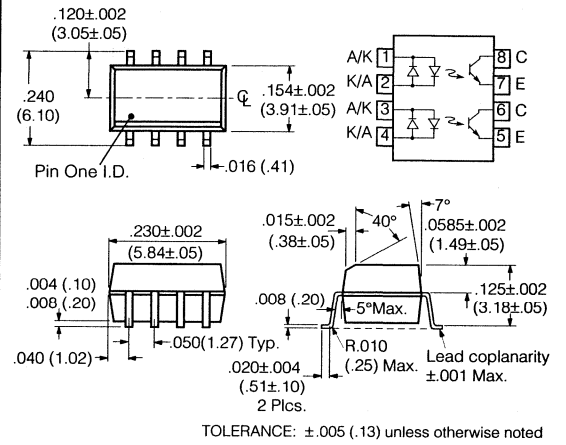 .120±.002
(3.05±.05)
.240
(6.10)
.154±.002
(3.91±.05)
℄
Pin One I.D.
.016 (.41)
A/K 1
K/A 2
A/K 3
K/A 4
8 C
7 E
6 C
5 E
.230±.002
(5.84±.05)
.004 (.10)
.008 (.20)
.040 (1.02)
.050(1.27) Typ.
.015±.002
(.38±.05)
40°
7°
.0585±.002
(1.49±.05)
.125±.002
(3.18±.05)
.008 (.20)
5°Max.
.020±.004
(.51±.10)
2 Plcs.
R.010
(.25) Max.
Lead coplanarity
±.001 Max.
TOLERANCE: ±.005 (.13) unless otherwise noted